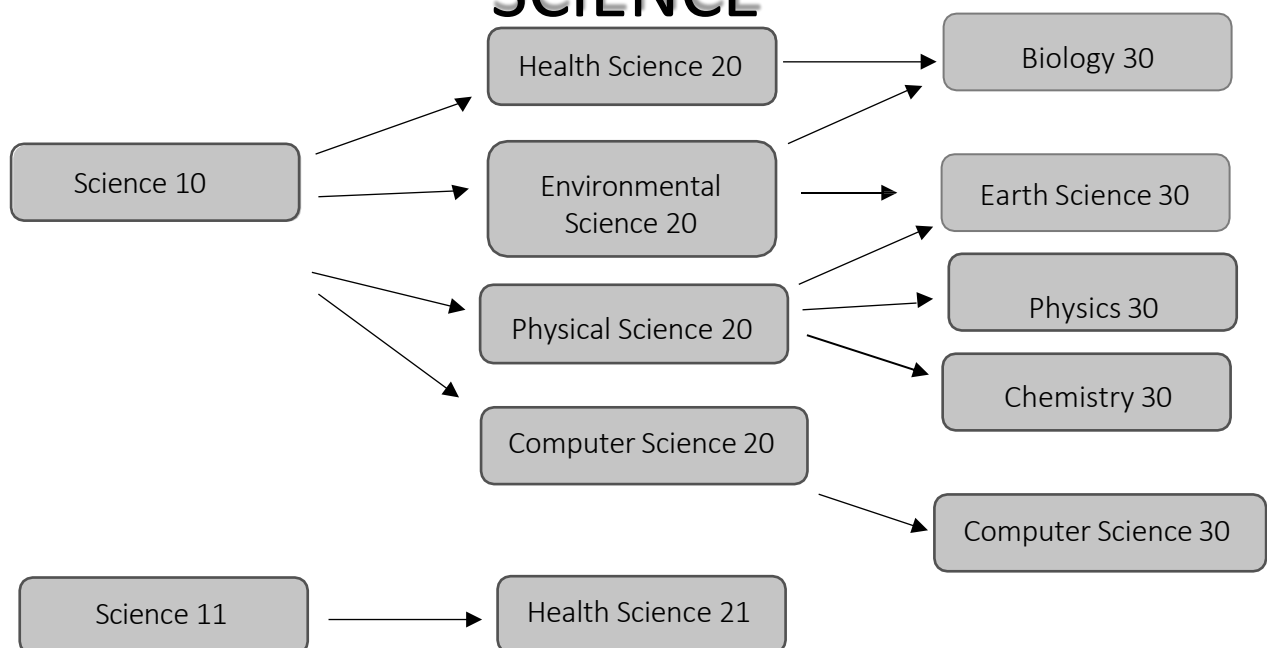 SCIENCE
Health Science 20
Biology 30
Science 10
Environmental
Science 20
Earth Science 30
Physical Science 20
Physics 30
Chemistry 30
Computer Science 20
Computer Science 30
Science 11
Health Science 21